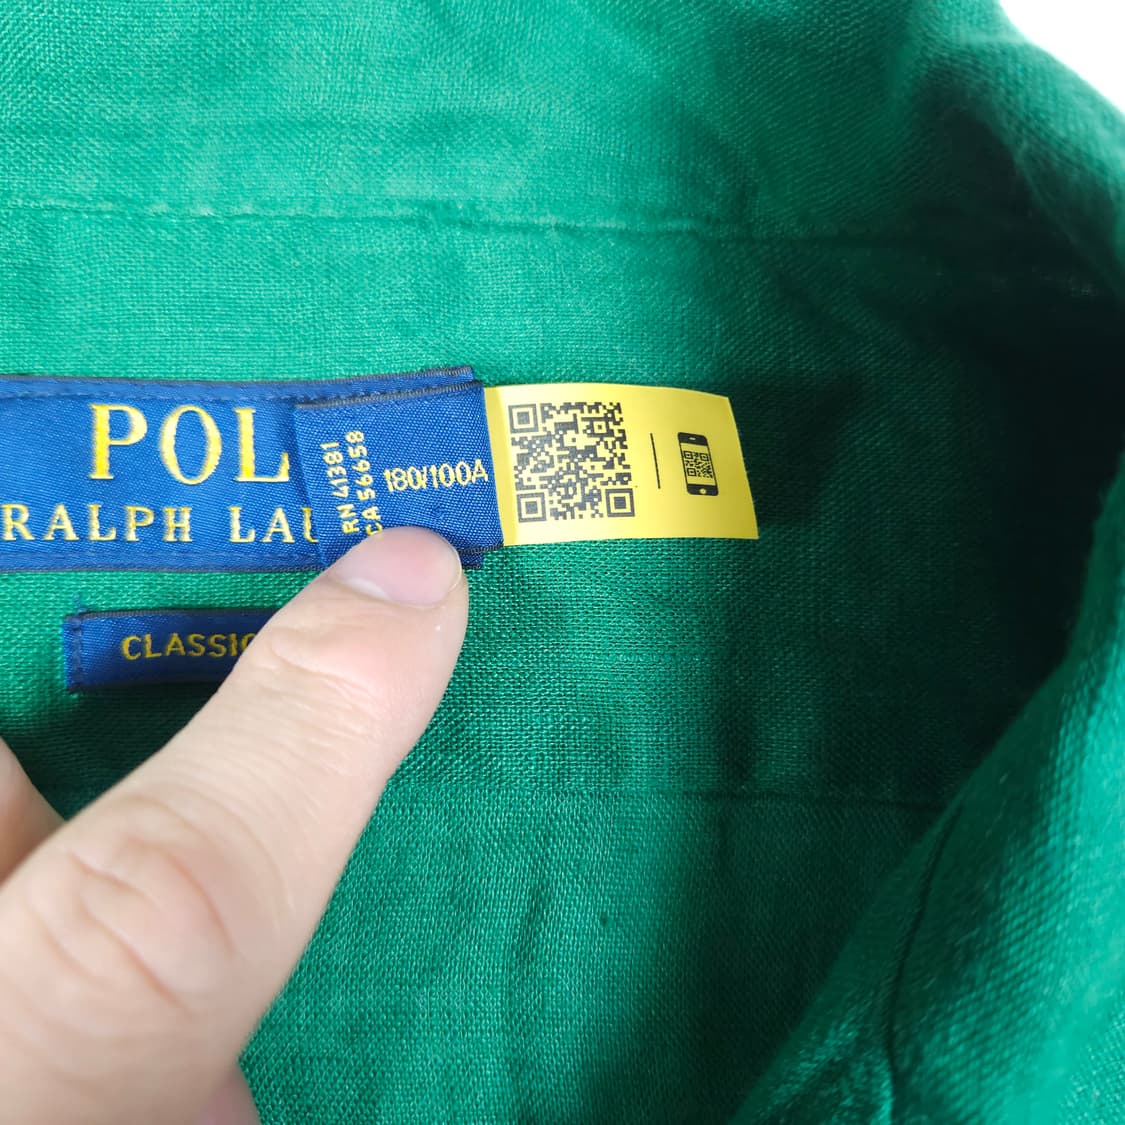 POL
RALPH LAU
RN 41381
CA 56658
180/100A
CLASSIC